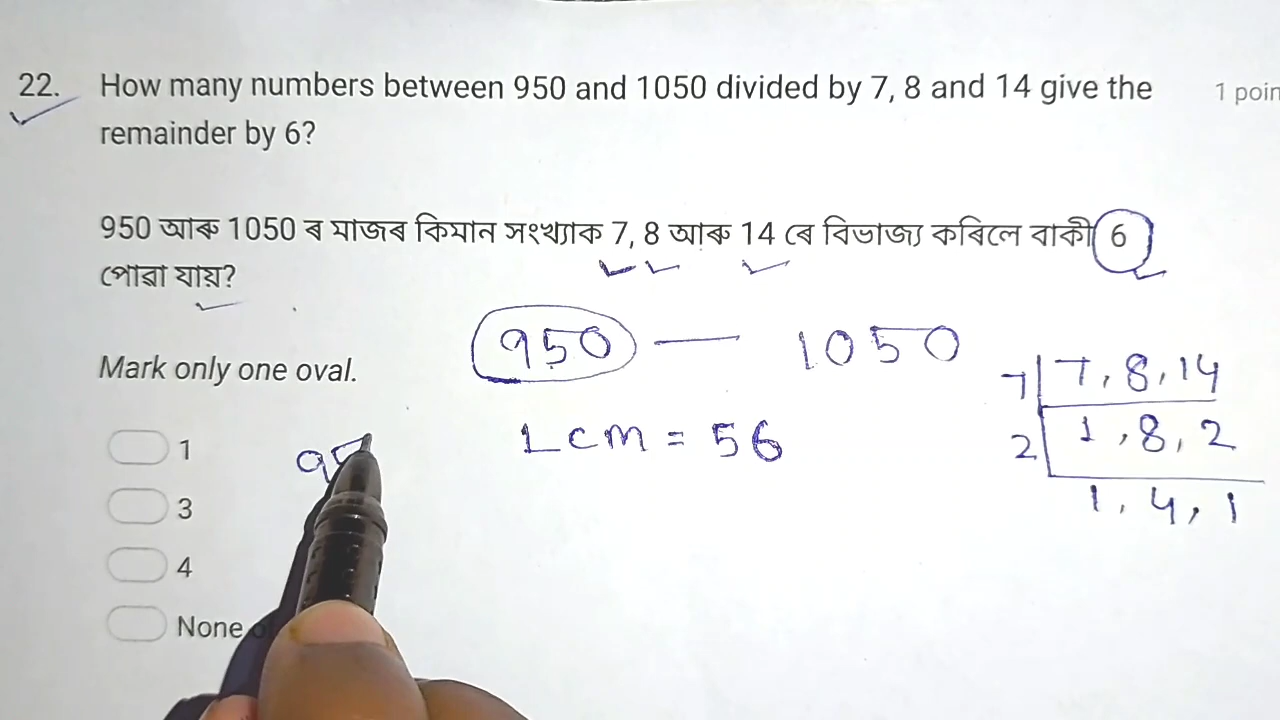 22. How many numbers between 950 and 1050 divided by 7, 8 and 14 give the
1 poin
remainder by 6?
950 আৰু 1050 ৰ মাজৰ কিমান সংখ্যাক 7, 8 আৰু 14 ৰে বিভাজ্য কৰিলে বাকী 6
পোৱা যায়?
950 — 1050
Mark only one oval.
7 7, 8, 14
LCM = 56
2 1, 8, 2
1, 4, 1
1
95
3
4
None